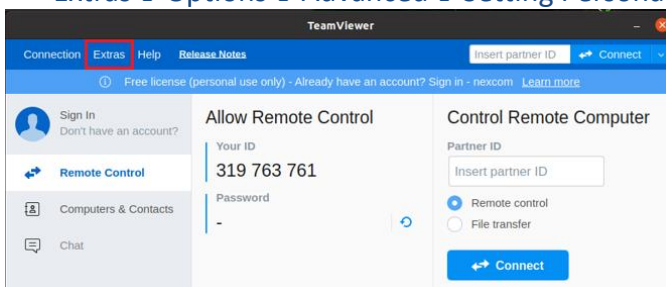 Extras Options Advanced Setting Persona
TeamViewer
Connection Extras Help Release Notes
Insert partner ID Connect
Free license (personal use only) - Already have an account? Sign in - nexcom Learn more
Sign In
Don't have an account?
Remote Control
Computers & Contacts
Chat
Allow Remote Control
Your ID
319 763 761
Password
-
Control Remote Computer
Partner ID
Insert partner ID
Remote control
File transfer
Connect